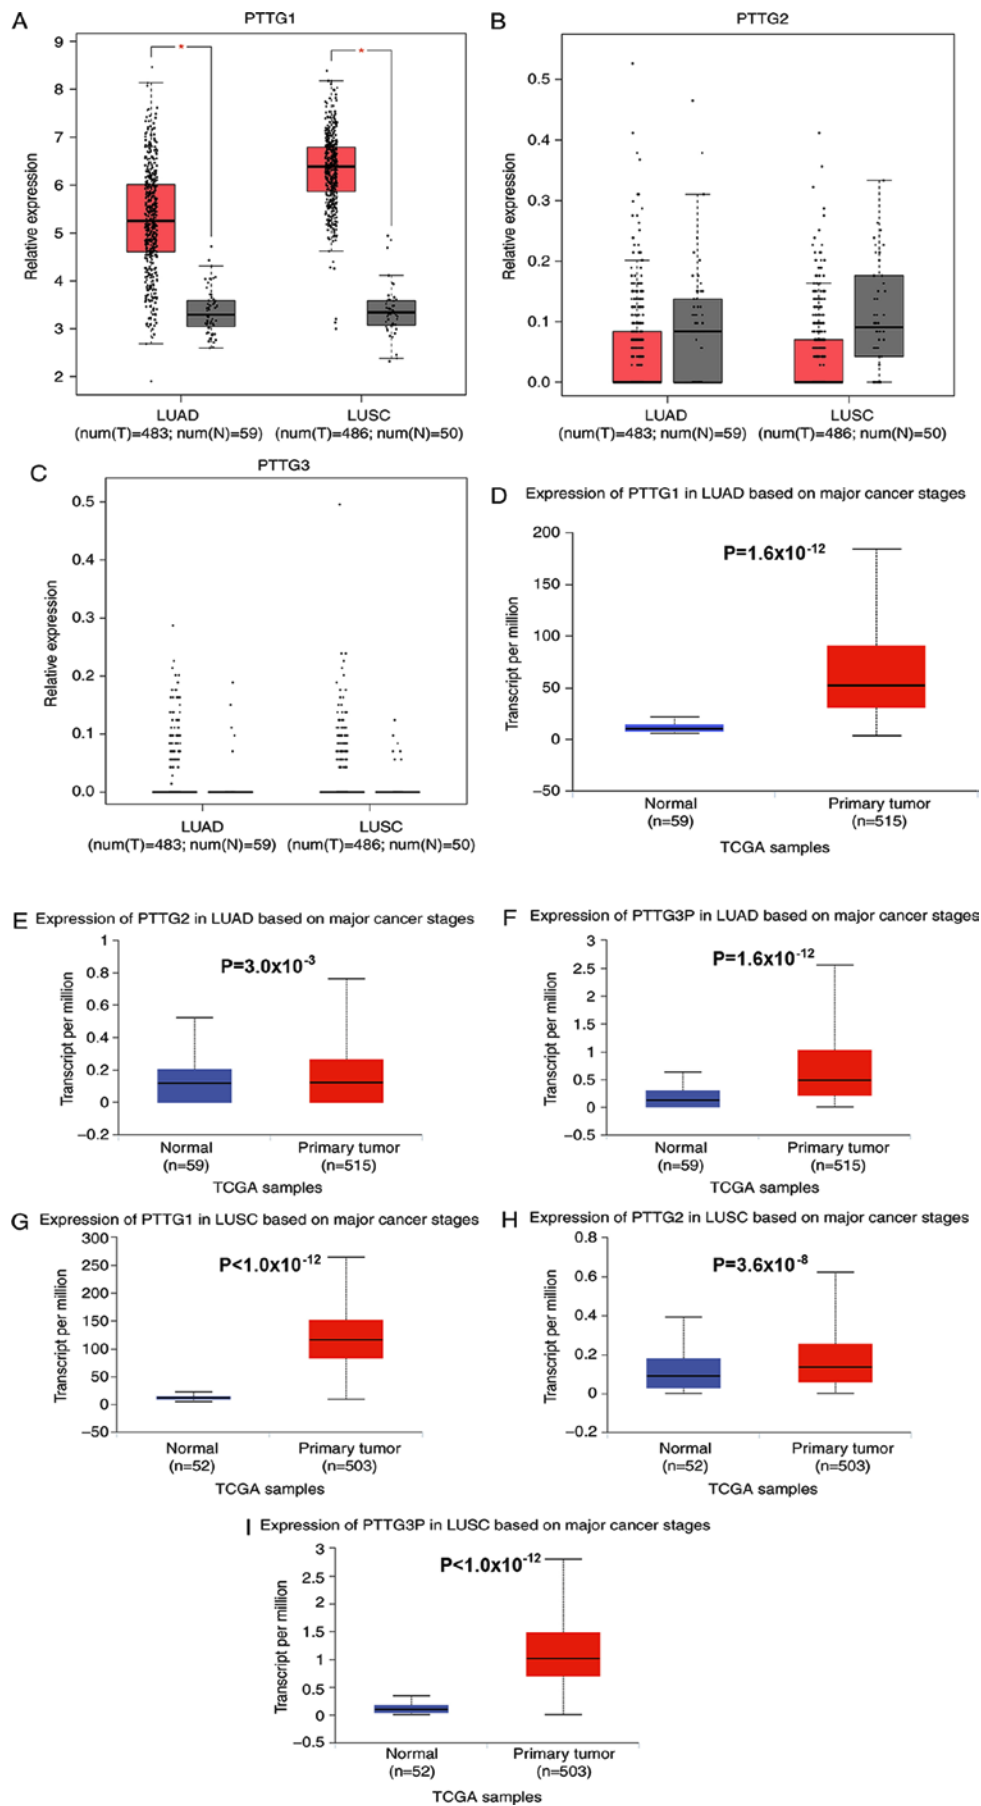 A
PTTG1
Relative expression
9
8
7
6
5
4
3
2
*
*
LUAD
(num(T)=483; num(N)=59)
LUSC
(num(T)=486; num(N)=50)
B
PTTG2
Relative expression
0.5
0.4
0.3
0.2
0.1
0.0
LUAD
(num(T)=483; num(N)=59)
LUSC
(num(T)=486; num(N)=50)
C
PTTG3
Relative expression
0.5
0.4
0.3
0.2
0.1
0.0
LUAD
(num(T)=483; num(N)=59)
LUSC
(num(T)=486; num(N)=50)
D
Expression of PTTG1 in LUAD based on major cancer stages
P=1.6x10⁻¹²
Transcript per million
200
150
100
50
0
−50
Normal
(n=59)
Primary tumor
(n=515)
TCGA samples
E
Expression of PTTG2 in LUAD based on major cancer stages
P=3.0x10⁻³
Transcript per million
1
0.8
0.6
0.4
0.2
0
−0.2
Normal
(n=59)
Primary tumor
(n=515)
TCGA samples
F
Expression of PTTG3P in LUAD based on major cancer stages
P=1.6x10⁻¹²
Transcript per million
3
2.5
2
1.5
1
0.5
0
−0.5
Normal
(n=59)
Primary tumor
(n=515)
TCGA samples
G
Expression of PTTG1 in LUSC based on major cancer stages
P<1.0x10⁻¹²
Transcript per million
300
250
200
150
100
50
0
−50
Normal
(n=52)
Primary tumor
(n=503)
TCGA samples
H
Expression of PTTG2 in LUSC based on major cancer stages
P=3.6x10⁻⁸
Transcript per million
0.8
0.6
0.4
0.2
0
−0.2
Normal
(n=52)
Primary tumor
(n=503)
TCGA samples
I
Expression of PTTG3P in LUSC based on major cancer stages
P<1.0x10⁻¹²
Transcript per million
3
2.5
2
1.5
1
0.5
0
−0.5
Normal
(n=52)
Primary tumor
(n=503)
TCGA samples